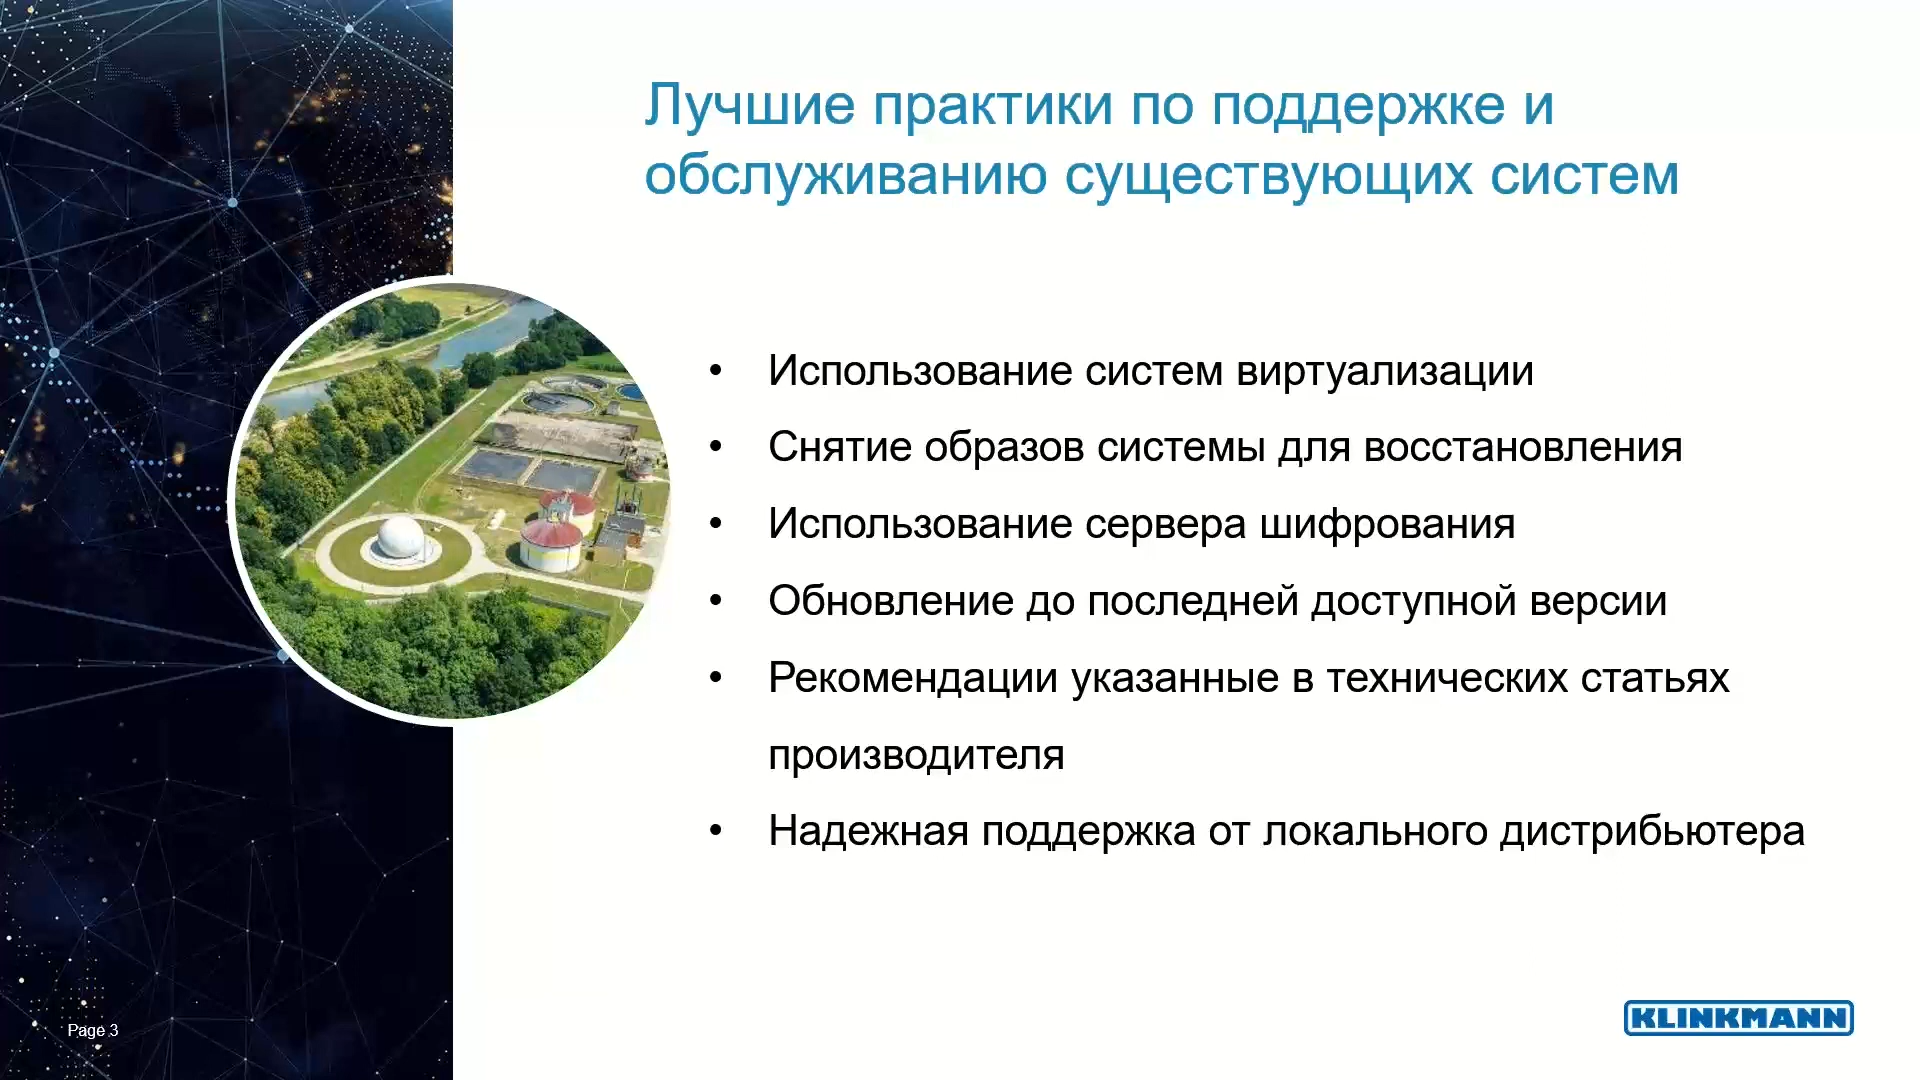 Лучшие практики по поддержке и
обслуживанию существующих систем
• Использование систем виртуализации
• Снятие образов системы для восстановления
• Использование сервера шифрования
• Обновление до последней доступной версии
• Рекомендации указанные в технических статьях
производителя
• Надежная поддержка от локального дистрибьютера
Page 3
KLINKMANN